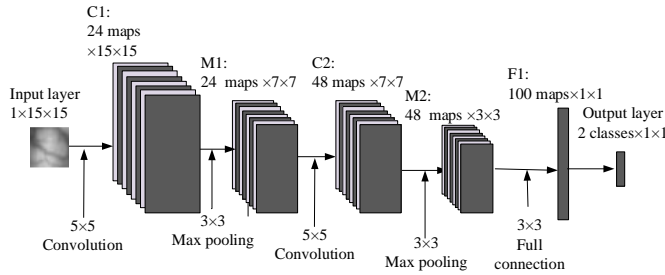 Input layer
1×15×15
C1:
24 maps
×15×15
5×5
Convolution
M1:
24 maps ×7×7
3×3
Max pooling
C2:
48 maps ×7×7
5×5
Convolution
M2:
48 maps ×3×3
3×3
Max pooling
F1:
100 maps×1×1
3×3
Full
connection
Output layer
2 classes×1×1